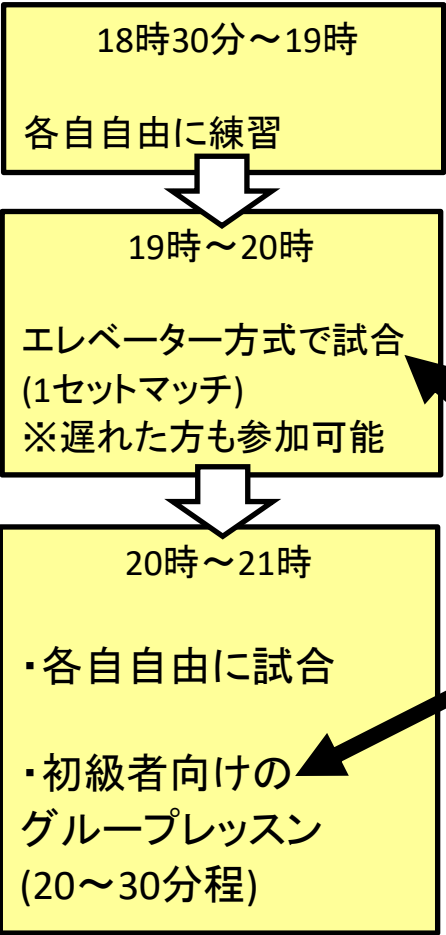 18時30分～19時
各自自由に練習
19時～20時
エレベーター方式で試合
(1セットマッチ)
※遅れた方も参加可能
20時～21時
・各自自由に試合
・初級者向けの
グループレッスン
(20～30分程)